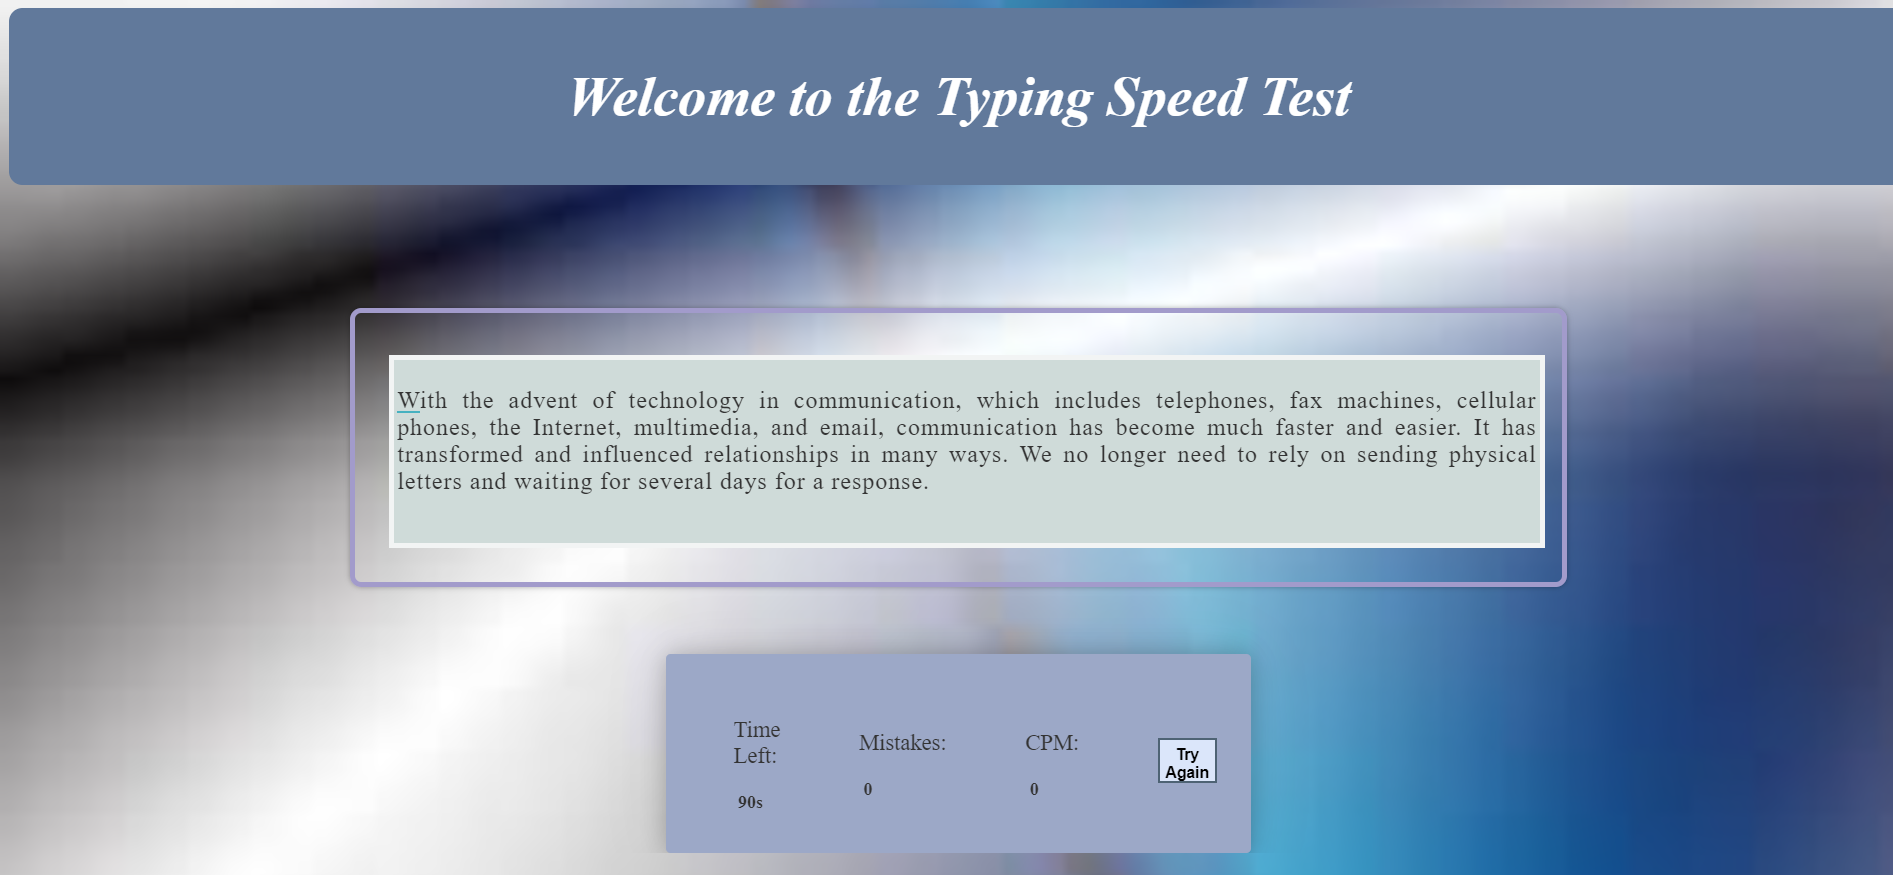 Welcome to the Typing Speed Test
With the advent of technology in communication, which includes telephones, fax machines, cellular
phones, the Internet, multimedia, and email, communication has become much faster and easier. It has
transformed and influenced relationships in many ways. We no longer need to rely on sending physical
letters and waiting for several days for a response.
Time
Left:
90s
Mistakes:
0
CPM:
0
Try
Again